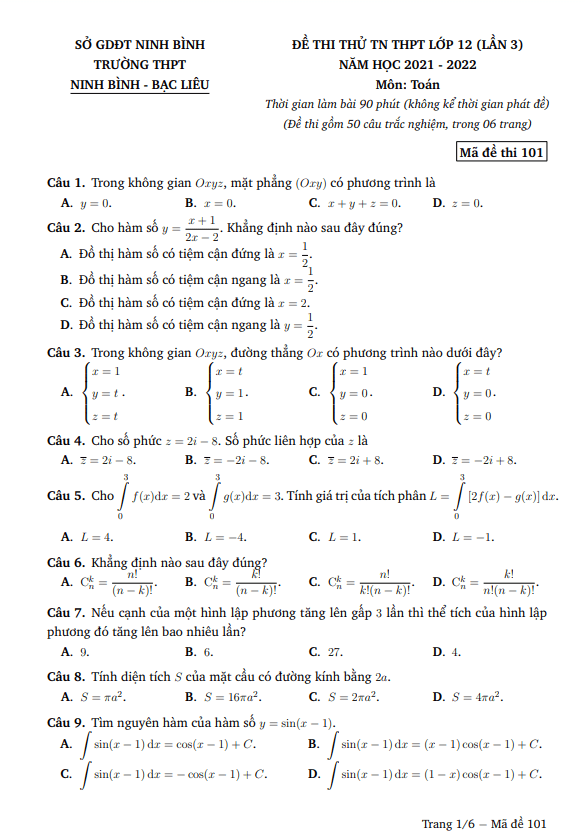 SỞ GDĐT NINH BÌNH
TRƯỜNG THPT
NINH BÌNH - BẠC LIÊU
ĐỀ THI THỬ TN THPT LỚP 12 (LẦN 3)
NĂM HỌC 2021 - 2022
Môn: Toán
Thời gian làm bài 90 phút (không kể thời gian phát đề)
(Đề thi gồm 50 câu trắc nghiệm, trong 06 trang)
Mã đề thi 101
Câu 1. Trong không gian Oxyz, mặt phẳng (Oxy) có phương trình là
A. y = 0. B. x = 0. C. x + y + z = 0. D. z = 0.
Câu 2. Cho hàm số y = \frac{x+1}{2x-2}. Khẳng định nào sau đây đúng?
A. Đồ thị hàm số có tiệm cận đứng là x = \frac{1}{2}.
B. Đồ thị hàm số có tiệm cận ngang là x = \frac{1}{2}.
C. Đồ thị hàm số có tiệm cận đứng là x = 2.
D. Đồ thị hàm số có tiệm cận ngang là y = \frac{1}{2}.
Câu 3. Trong không gian Oxyz, đường thẳng Ox có phương trình nào dưới đây?
A. \begin{cases} x = 1 \\ y = t \\ z = t \end{cases}. B. \begin{cases} x = t \\ y = 1 \\ z = 1 \end{cases}. C. \begin{cases} x = 1 \\ y = 0 \\ z = 0 \end{cases}. D. \begin{cases} x = t \\ y = 0 \\ z = 0 \end{cases}.
Câu 4. Cho số phức z = 2i − 8. Số phức liên hợp của z là
A. \overline{z} = 2i − 8. B. \overline{z} = −2i − 8. C. \overline{z} = 2i + 8. D. \overline{z} = −2i + 8.
Câu 5. Cho \int_0^3 f(x)dx = 2 và \int_0^3 g(x)dx = 3. Tính giá trị của tích phân L = \int_0^3 [2f(x) − g(x)] dx.
A. L = 4. B. L = −4. C. L = 1. D. L = −1.
Câu 6. Khẳng định nào sau đây đúng?
A. C_n^k = \frac{n!}{(n-k)!}. B. C_n^k = \frac{k!}{(n-k)!}. C. C_n^k = \frac{n!}{k!(n-k)!}. D. C_n^k = \frac{k!}{n!(n-k)!}.
Câu 7. Nếu cạnh của một hình lập phương tăng lên gấp 3 lần thì thể tích của hình lập
phương đó tăng lên bao nhiêu lần?
A. 9. B. 6. C. 27. D. 4.
Câu 8. Tính diện tích S của mặt cầu có đường kính bằng 2a.
A. S = πa². B. S = 16πa². C. S = 2πa². D. S = 4πa².
Câu 9. Tìm nguyên hàm của hàm số y = sin(x − 1).
A. ∫ sin(x − 1) dx = cos(x − 1) + C. B. ∫ sin(x − 1) dx = (x − 1) cos(x − 1) + C.
C. ∫ sin(x − 1) dx = − cos(x − 1) + C. D. ∫ sin(x − 1) dx = (1 − x) cos(x − 1) + C.
Trang 1/6 − Mã đề 101